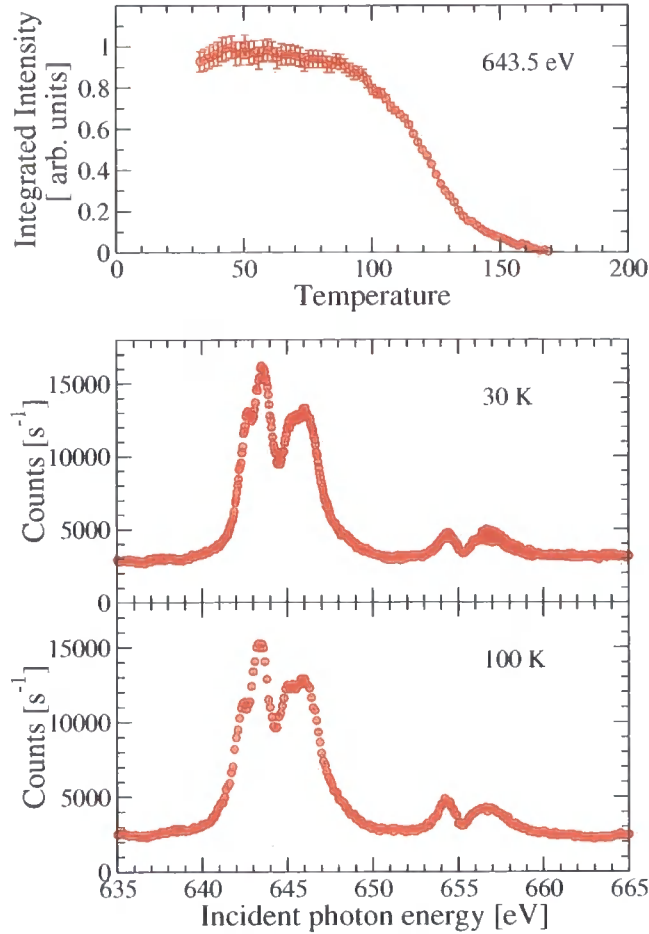 Integrated Intensity
[ arb. units]
1
0.8
0.6
0.4
0.2
0
643.5 eV
0 50 100 150 200
Temperature
Counts [s-1]
15000
10000
5000
0
30 K
Counts [s-1]
15000
10000
5000
0
100 K
635 640 645 650 655 660 665
Incident photon energy [eV]